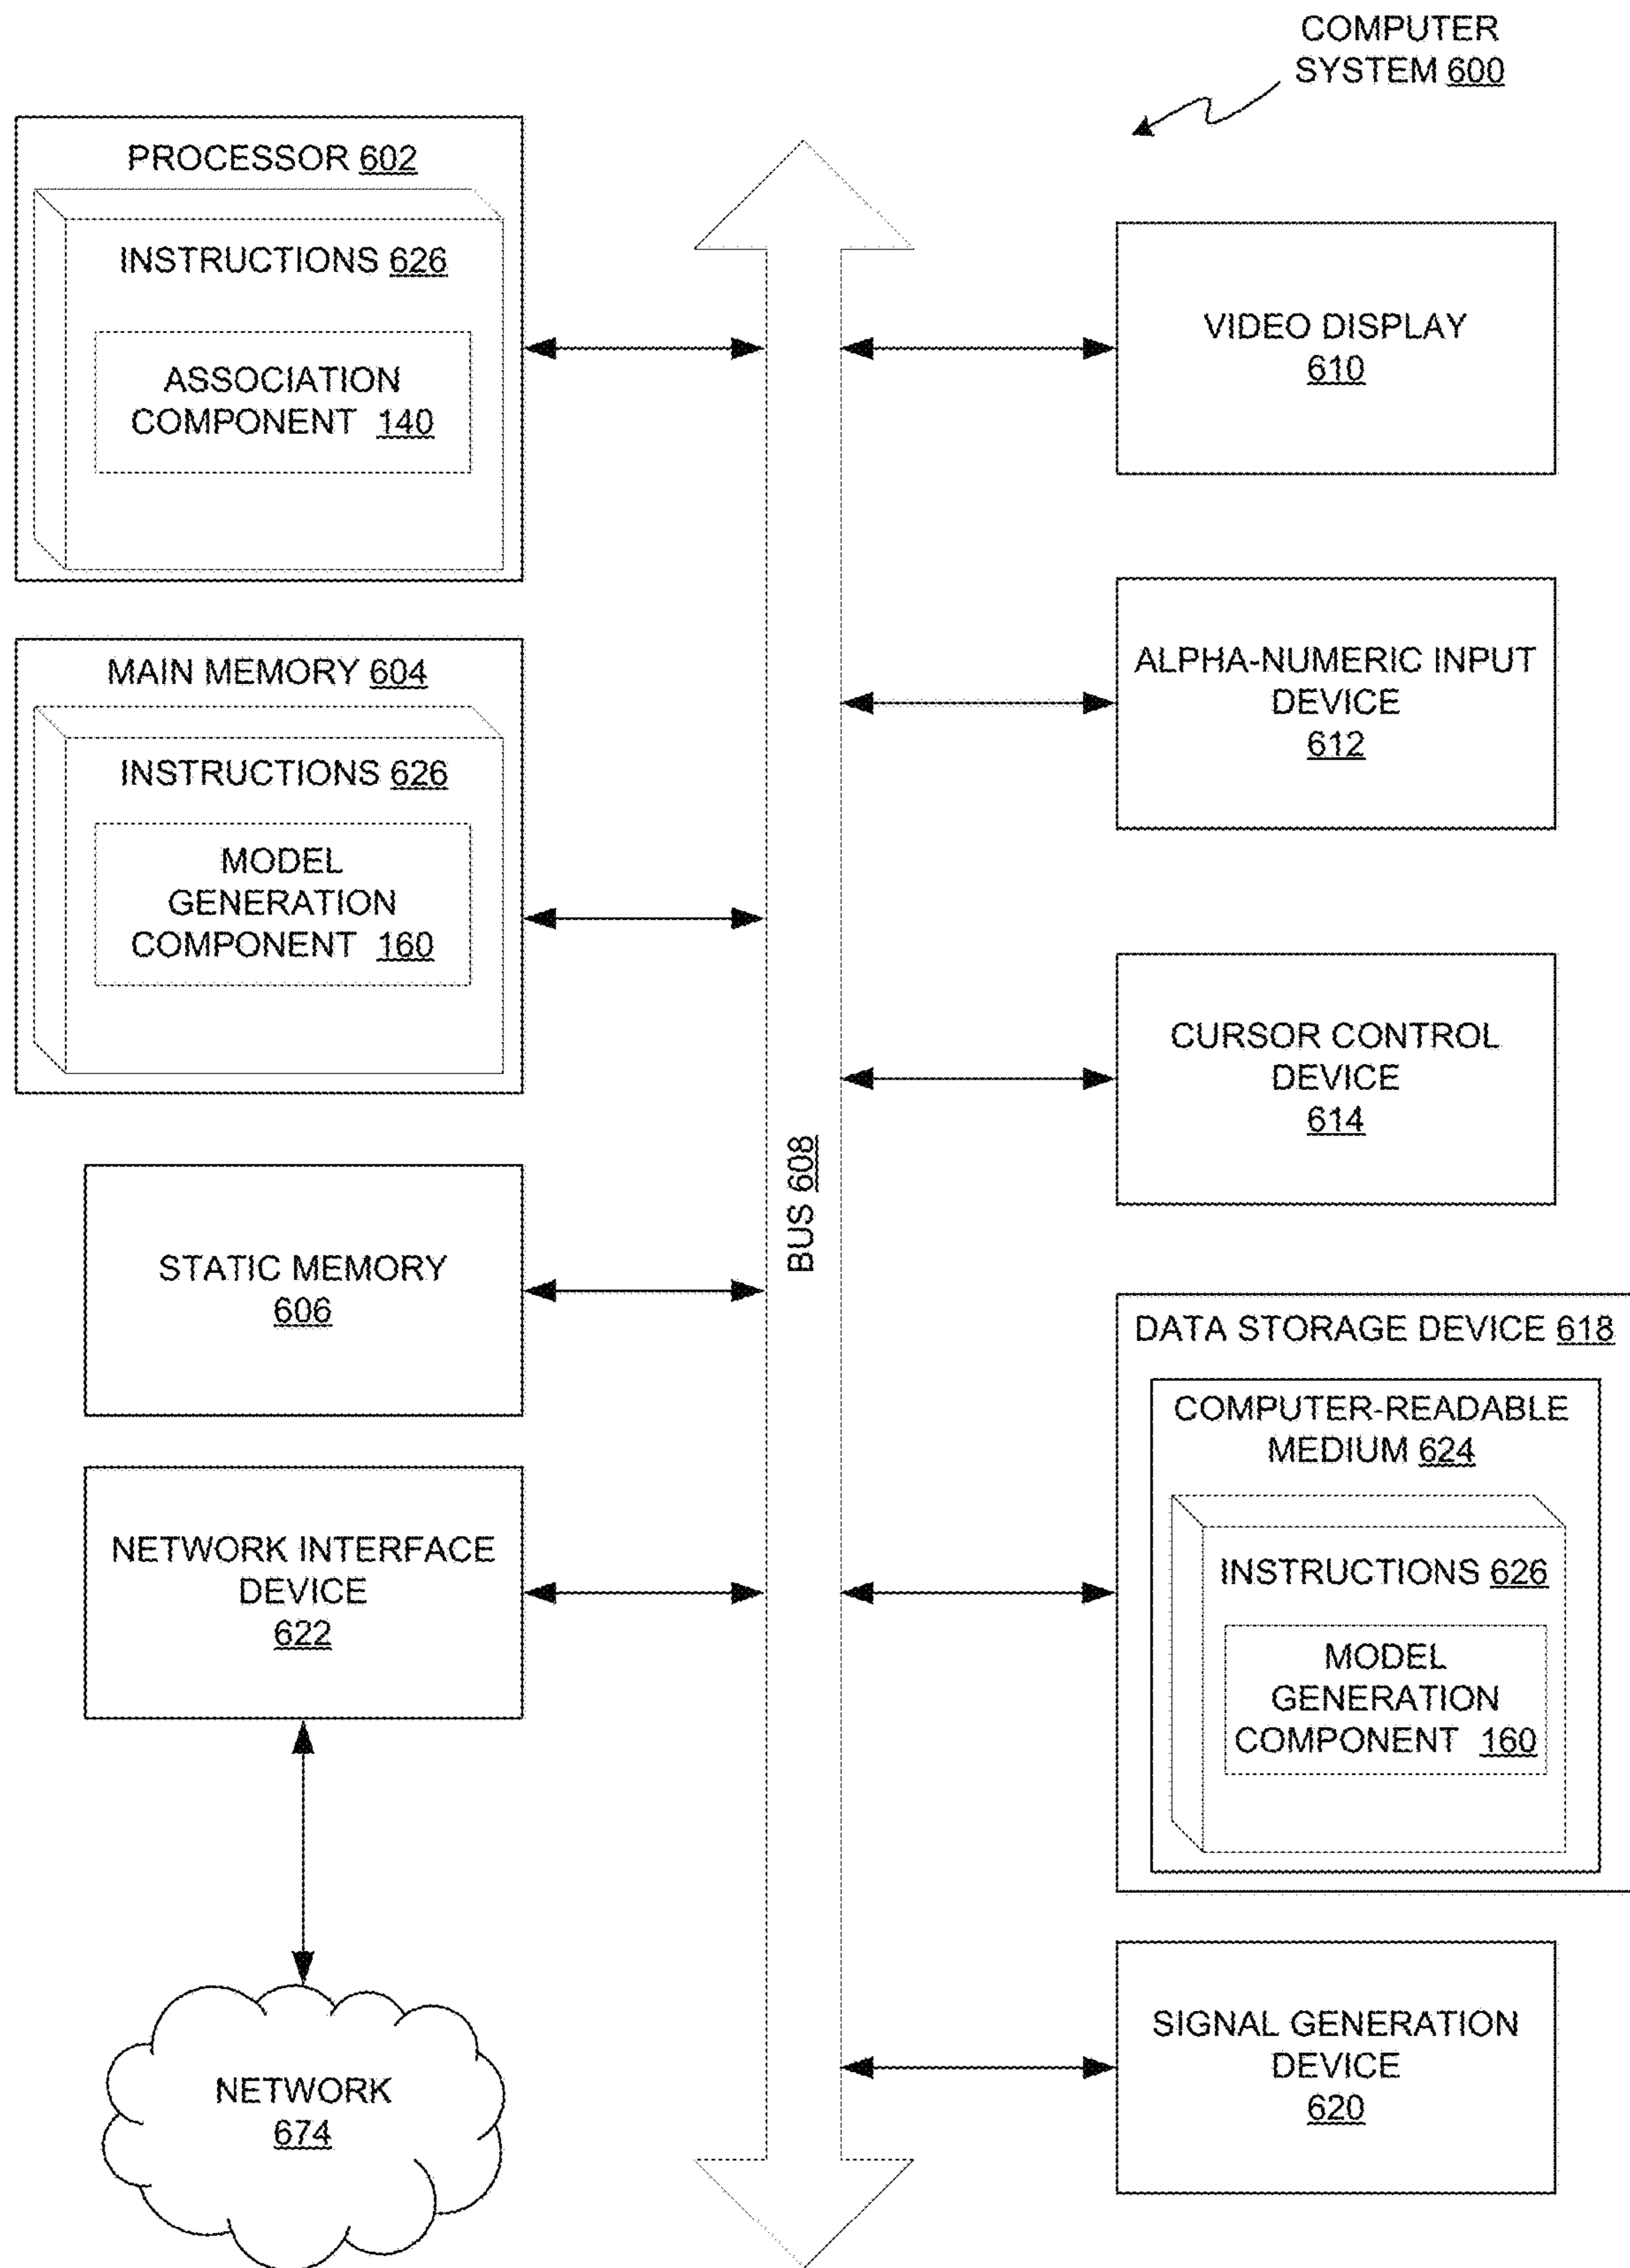 COMPUTER
SYSTEM 600
PROCESSOR 602
INSTRUCTIONS 626
ASSOCIATION
COMPONENT 140
MAIN MEMORY 604
INSTRUCTIONS 626
MODEL
GENERATION
COMPONENT 160
STATIC MEMORY
606
NETWORK INTERFACE
DEVICE
622
NETWORK
674
BUS 608
VIDEO DISPLAY
610
ALPHA-NUMERIC INPUT
DEVICE
612
CURSOR CONTROL
DEVICE
614
DATA STORAGE DEVICE 618
COMPUTER-READABLE
MEDIUM 624
INSTRUCTIONS 626
MODEL
GENERATION
COMPONENT 160
SIGNAL GENERATION
DEVICE
620